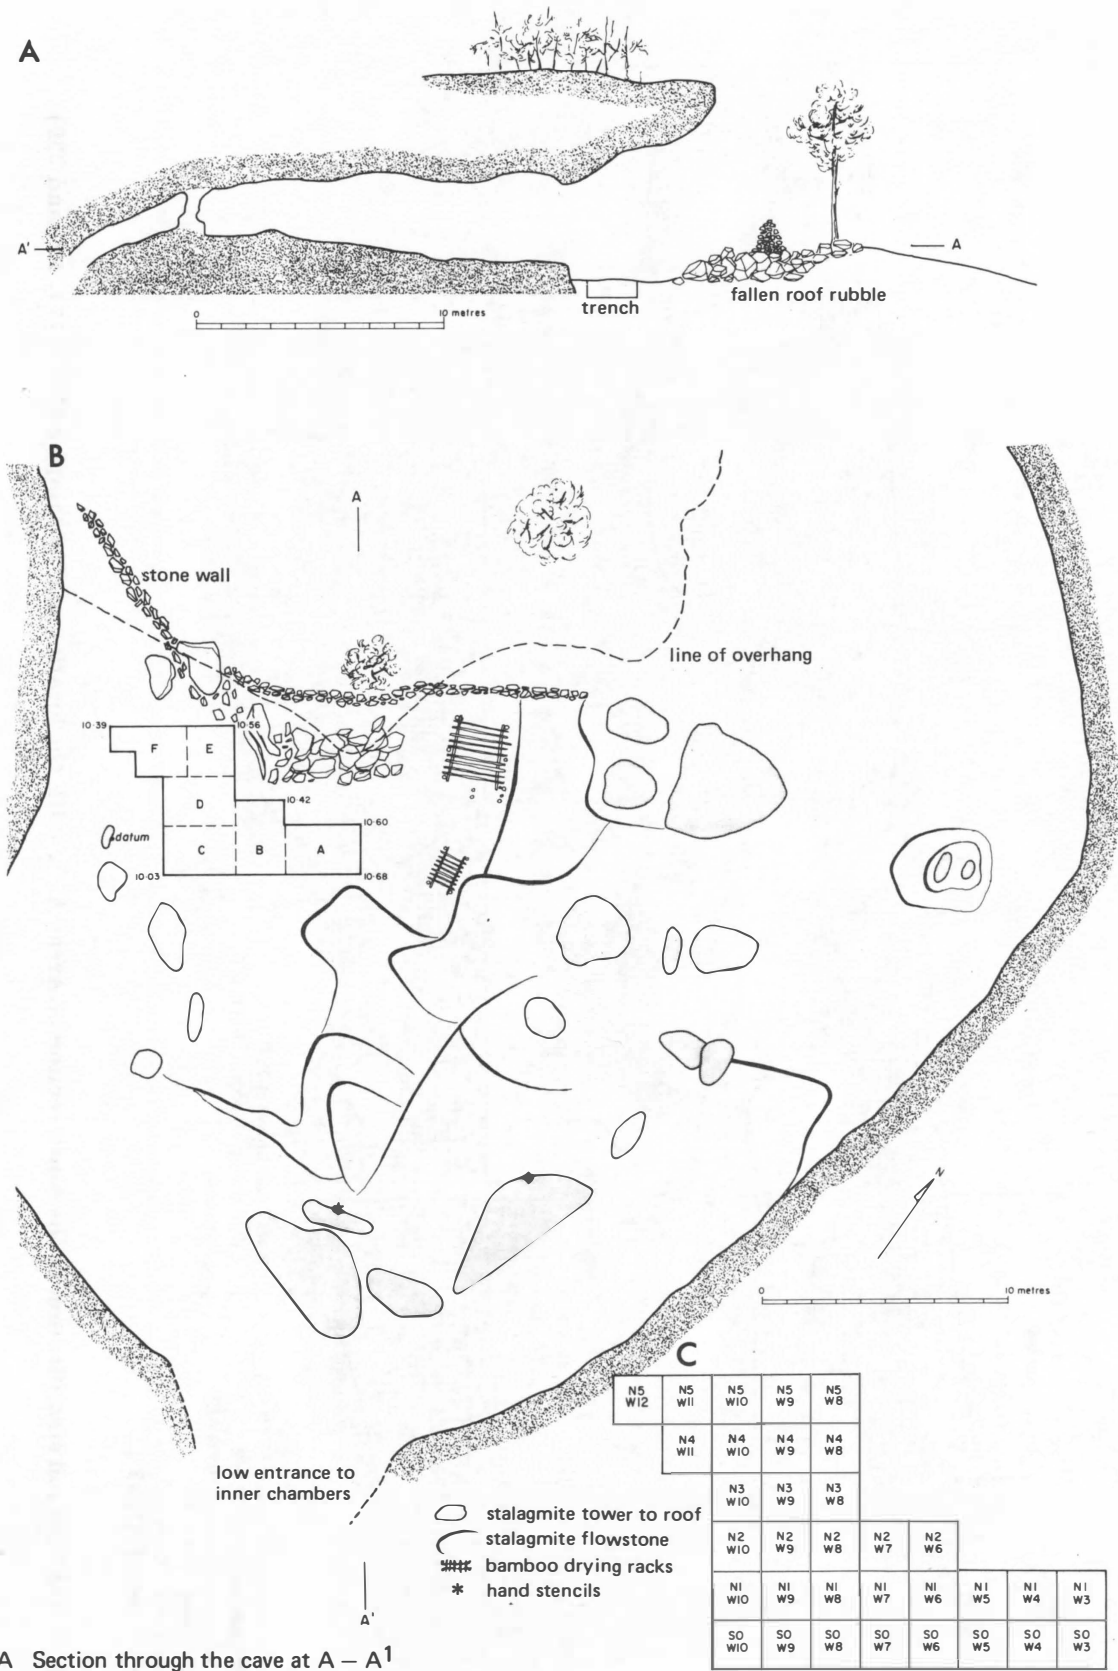 A
A'
A
trench
fallen roof rubble
0
10 metres
B
A
stone wall
line of overhang
10·39
10·56
F
E
D
10·42
10·60
datum
C
B
A
10·03
10·68
N
0
10 metres
C
N5 W12
N5 W11
N5 W10
N5 W9
N5 W8
N4 W11
N4 W10
N4 W9
N4 W8
N3 W10
N3 W9
N3 W8
N2 W10
N2 W9
N2 W8
N2 W7
N2 W6
N1 W10
N1 W9
N1 W8
N1 W7
N1 W6
N1 W5
N1 W4
N1 W3
S0 W10
S0 W9
S0 W8
S0 W7
S0 W6
S0 W5
S0 W4
S0 W3
low entrance to
inner chambers
stalagmite tower to roof
stalagmite flowstone
bamboo drying racks
hand stencils
A'
A Section through the cave at A – A¹